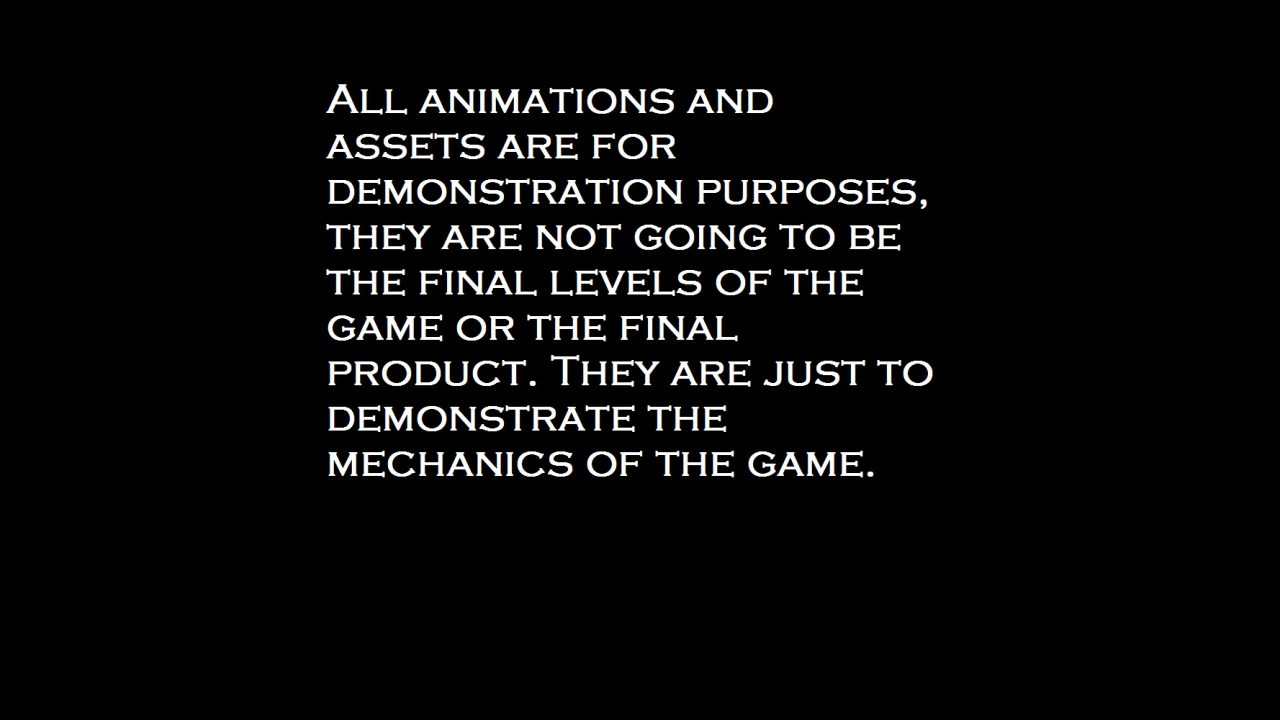 All animations and
assets are for
demonstration purposes,
they are not going to be
the final levels of the
game or the final
product. They are just to
demonstrate the
mechanics of the game.